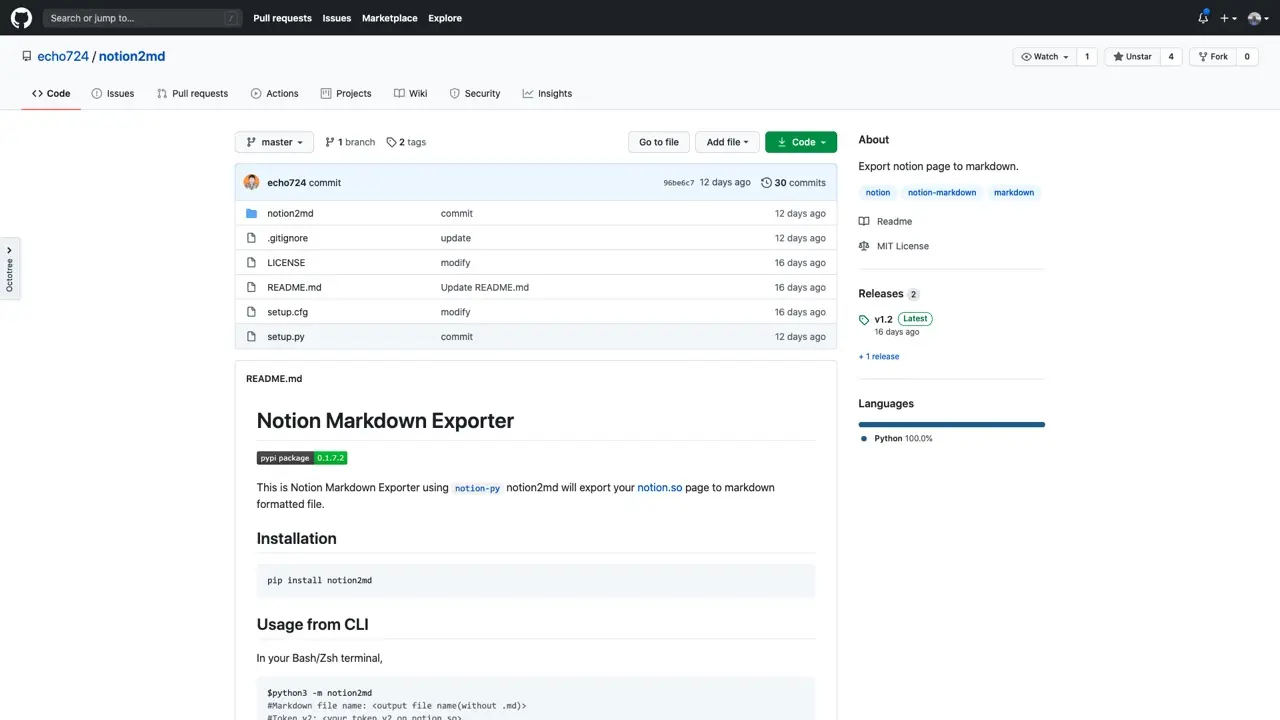 Search or jump to... /
Pull requests Issues Marketplace Explore
echo724 / notion2md
Watch 1 Unstar 4 Fork 0
Code Issues Pull requests Actions Projects Wiki Security Insights
master 1 branch 2 tags Go to file Add file Code
echo724 commit 96be6c7 12 days ago 30 commits
notion2md commit 12 days ago
.gitignore update 12 days ago
LICENSE modify 16 days ago
README.md Update README.md 16 days ago
setup.cfg modify 16 days ago
setup.py commit 12 days ago
README.md
Notion Markdown Exporter
pypi package 0.1.7.2
This is Notion Markdown Exporter using notion-py notion2md will export your notion.so page to markdown
formatted file.
Installation
pip install notion2md
Usage from CLI
In your Bash/Zsh terminal,
$python3 -m notion2md
#Markdown file name: <output file name(without .md)>
#Token_v2: <your token_v2 on notion.so>
About
Export notion page to markdown.
notion notion-markdown markdown
Readme
MIT License
Releases 2
v1.2 Latest
16 days ago
+ 1 release
Languages
Python 100.0%
Octotree